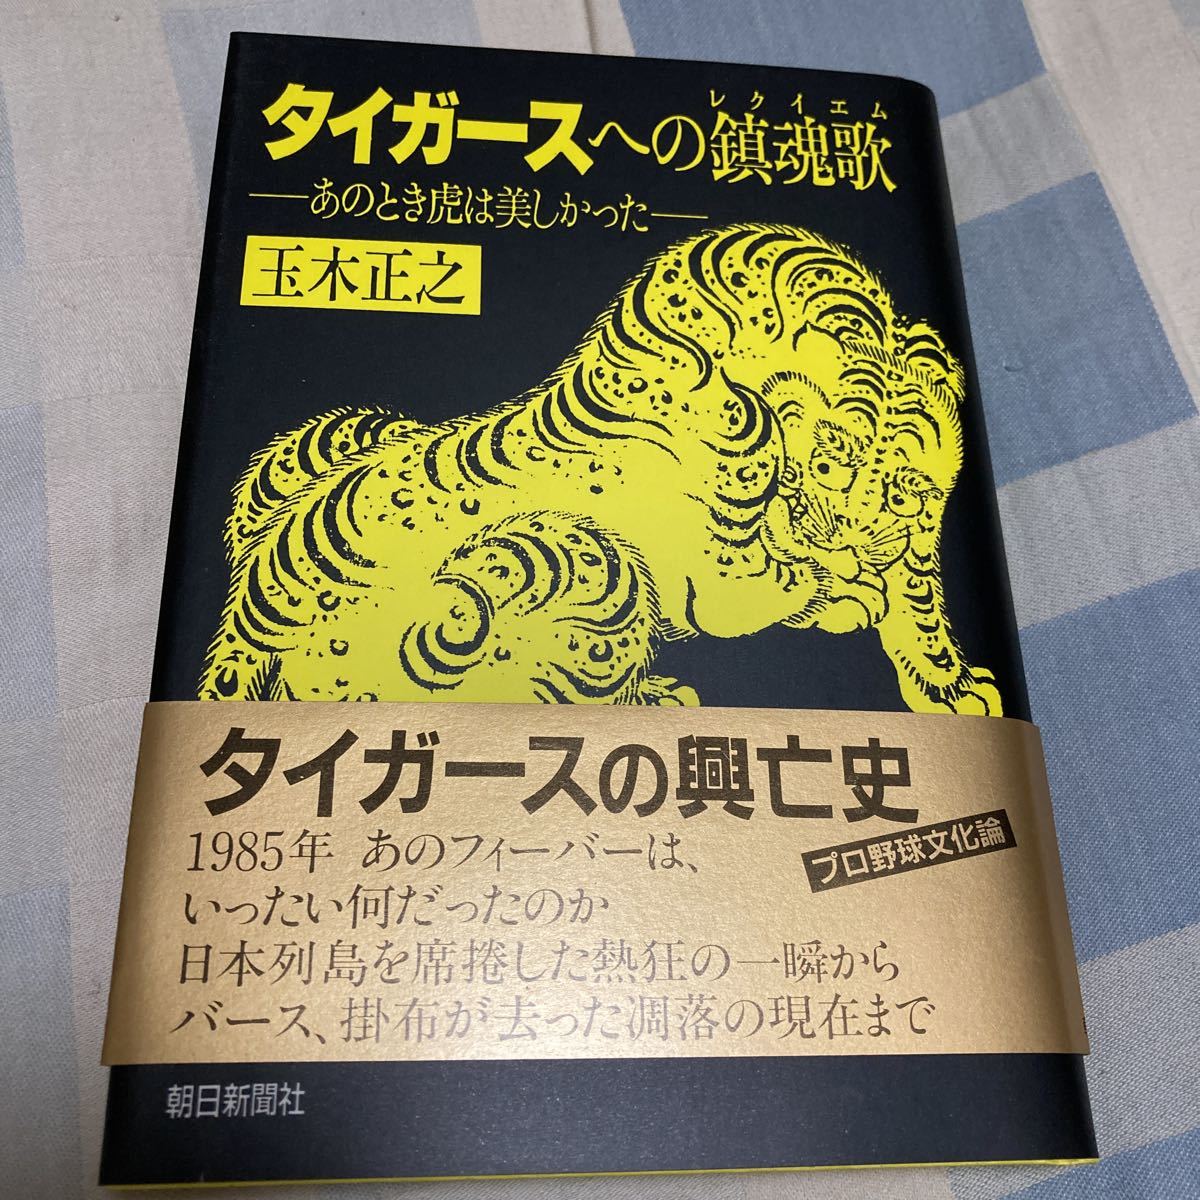 レクイエム
タイガースへの鎮魂歌
―あのとき虎は美しかった―
玉木正之
タイガースの興亡史
プロ野球文化論
1985年 あのフィーバーは、
いったい何だったのか
日本列島を席捲した熱狂の一瞬から
バース、掛布が去った凋落の現在まで
朝日新聞社